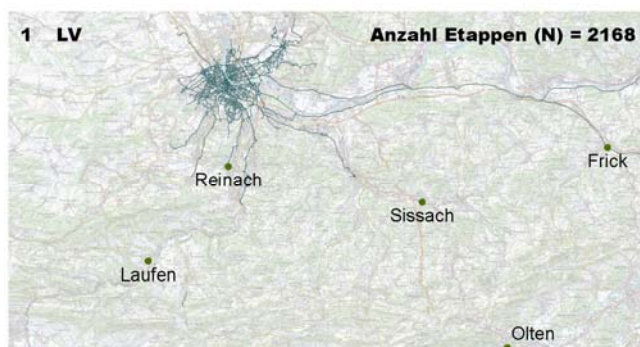 1 LV Anzahl Etappen (N) = 2168
Frick
Reinach
Sissach
Laufen
Olten